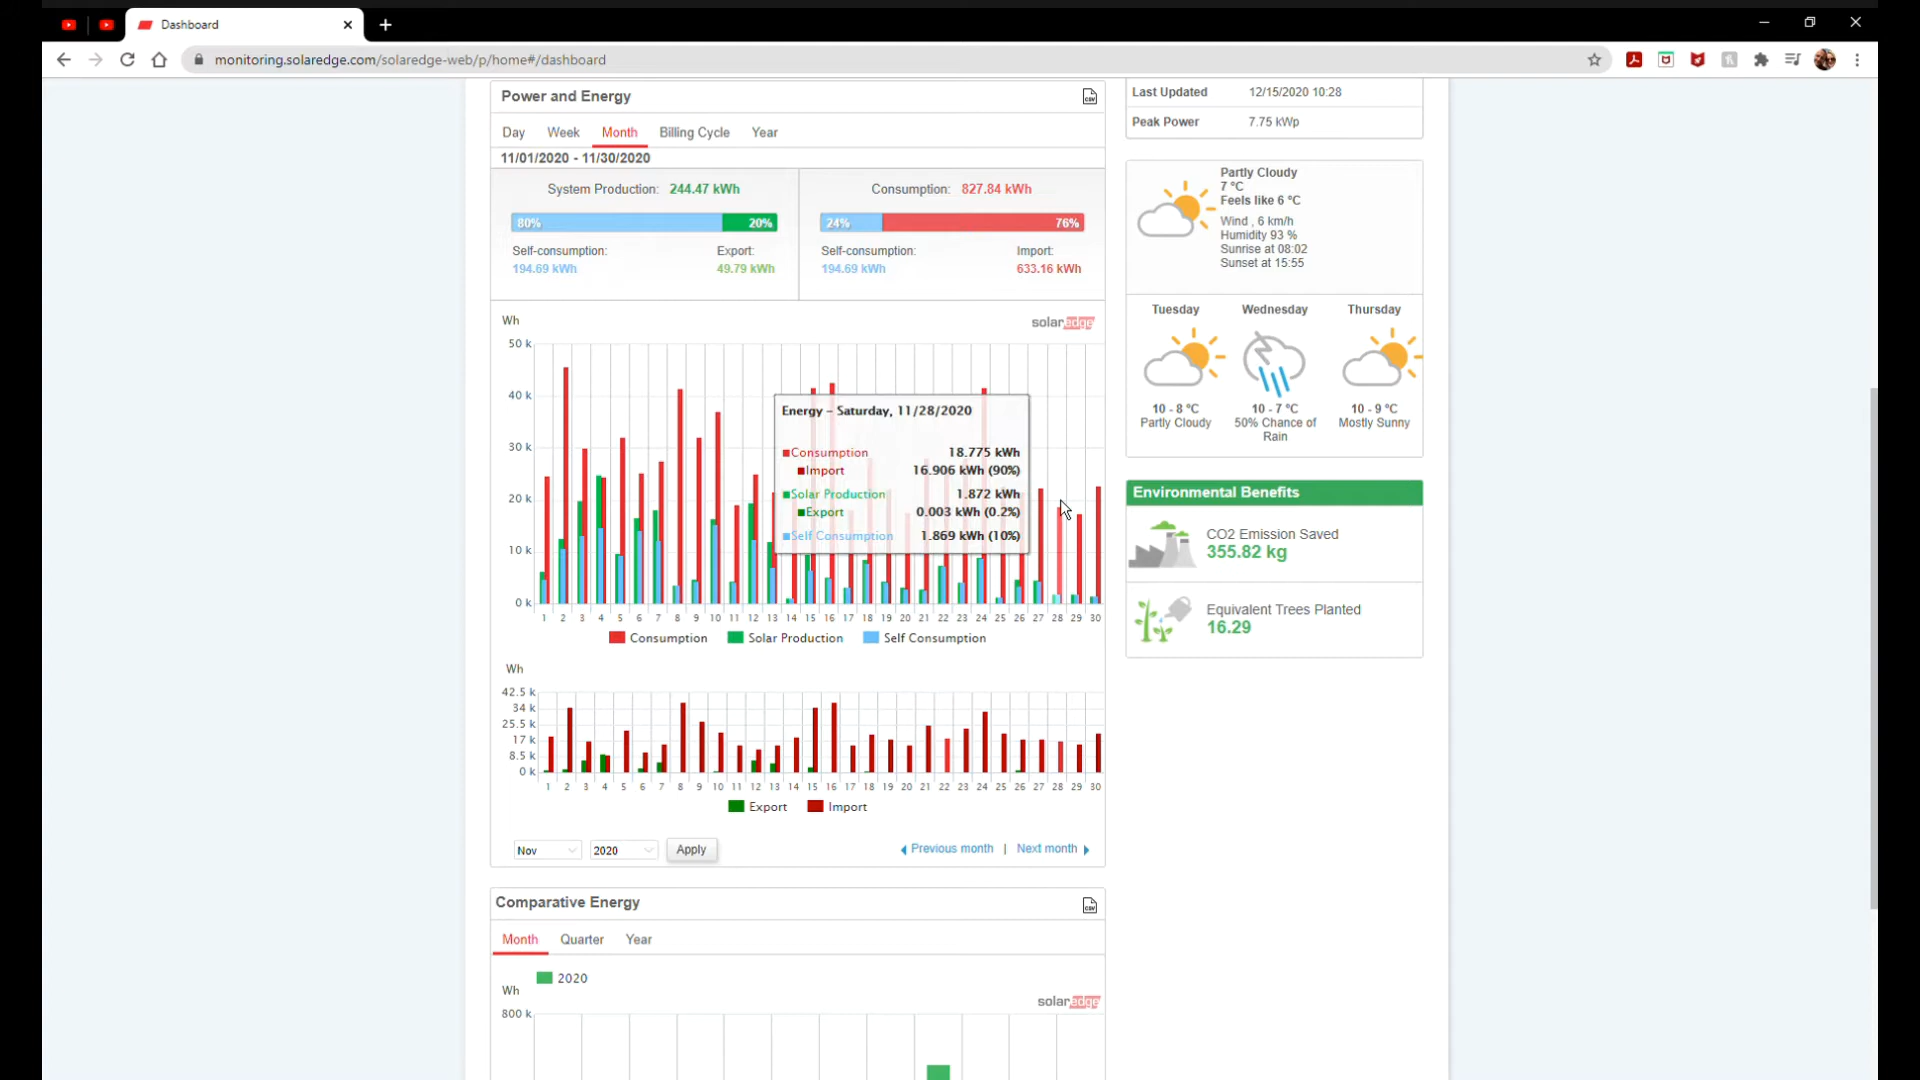 Dashboard
monitoring.solaredge.com/solaredge-web/p/home#/dashboard
Power and Energy
Day Week Month Billing Cycle Year
11/01/2020 - 11/30/2020
System Production: 244.47 kWh
80% 20%
Self-consumption: Export:
194.69 kWh 49.79 kWh
Consumption: 827.84 kWh
24% 76%
Self-consumption: Import:
194.69 kWh 633.16 kWh
Wh
solaredge
50 k
40 k
30 k
20 k
10 k
0 k
Energy – Saturday, 11/28/2020
Consumption 18.775 kWh
Import 16.906 kWh (90%)
Solar Production 1.872 kWh
Export 0.003 kWh (0.2%)
Self Consumption 1.869 kWh (10%)
1 2 3 4 5 6 7 8 9 10 11 12 13 14 15 16 17 18 19 20 21 22 23 24 25 26 27 28 29 30
Consumption Solar Production Self Consumption
Wh
42.5 k
34 k
25.5 k
17 k
8.5 k
0 k
1 2 3 4 5 6 7 8 9 10 11 12 13 14 15 16 17 18 19 20 21 22 23 24 25 26 27 28 29 30
Export Import
Nov 2020 Apply Previous month | Next month
Comparative Energy
Month Quarter Year
2020
Wh
solaredge
800 k
Last Updated 12/15/2020 10:28
Peak Power 7.75 kWp
Partly Cloudy
7 °C
Feels like 6 °C
Wind , 6 km/h
Humidity 93 %
Sunrise at 08:02
Sunset at 15:55
Tuesday Wednesday Thursday
10 - 8 °C 10 - 7 °C 10 - 9 °C
Partly Cloudy 50% Chance of Mostly Sunny
Rain
Environmental Benefits
CO2 Emission Saved
355.82 kg
Equivalent Trees Planted
16.29